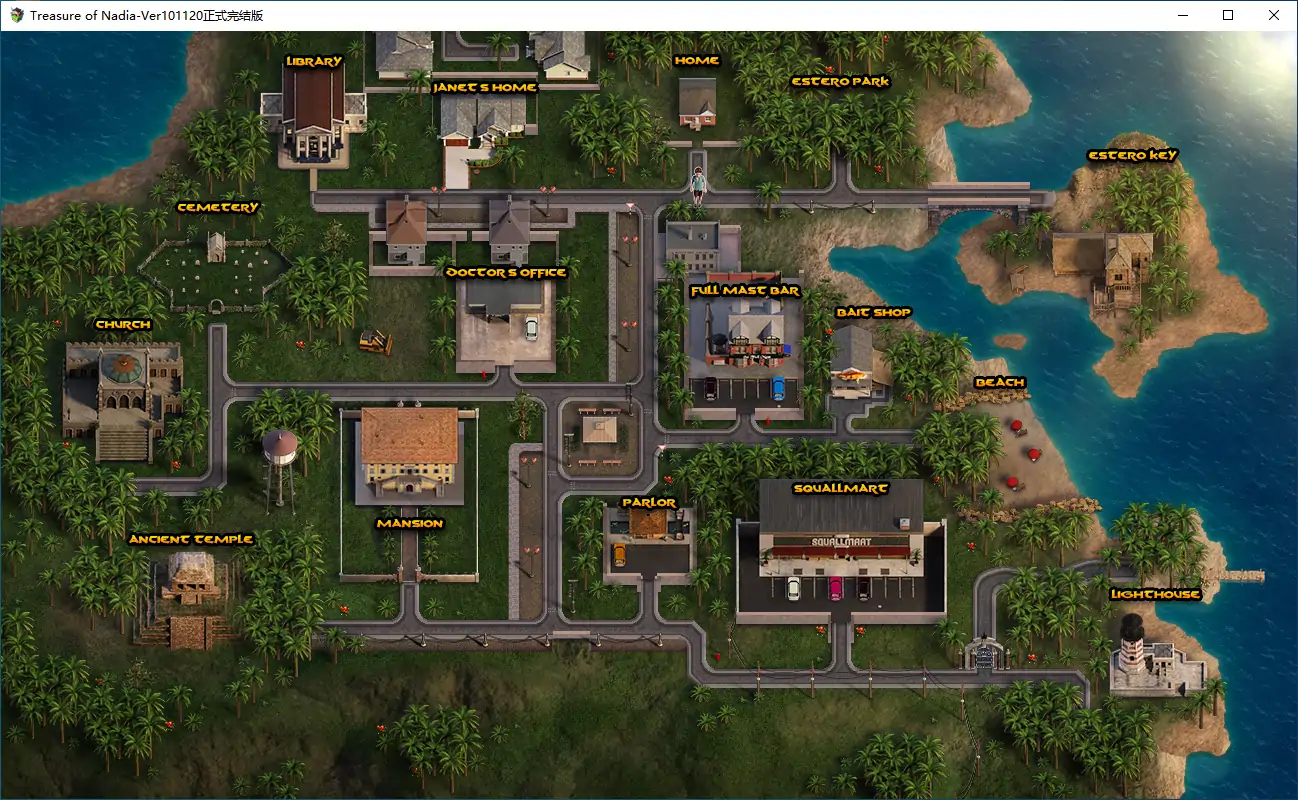 Treasure of Nadia-Ver101120正式完结版
LIBRARY
HOME
ESTERO PARK
JANET'S HOME
ESTERO KEY
CEMETERY
DOCTOR'S OFFICE
FULL MAST BAR
BAIT SHOP
CHURCH
BEACH
SQUALLMART
PARLOR
MANSION
ANCIENT TEMPLE
SQUALLMART
LIGHTHOUSE